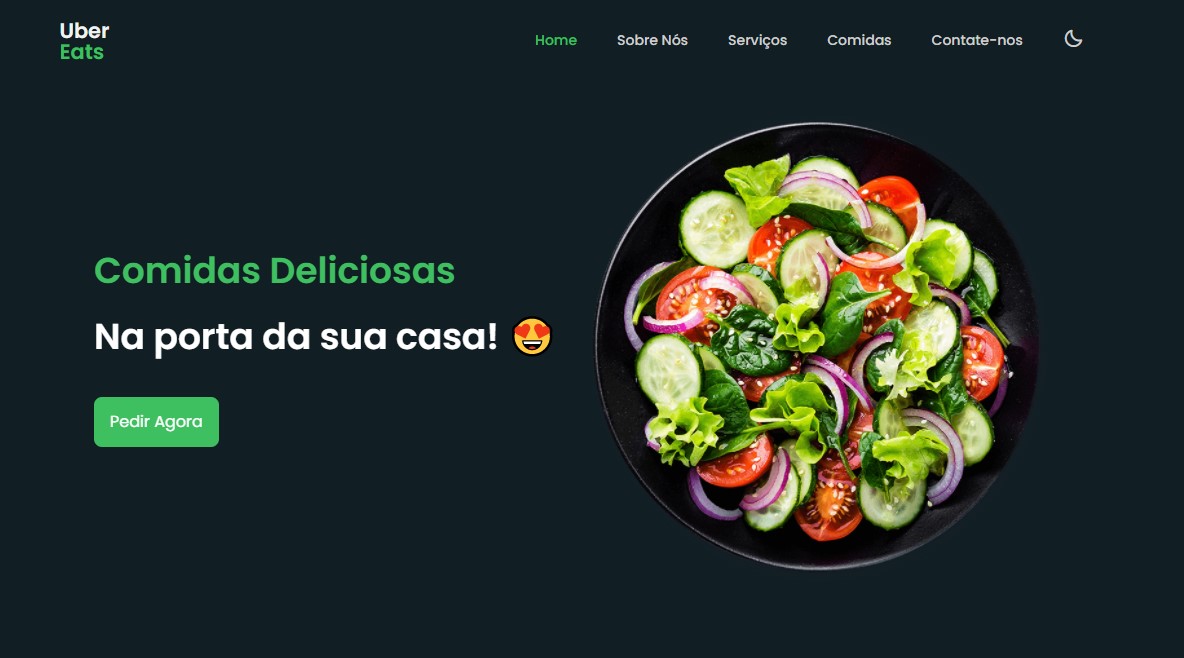 Uber
Eats
Home Sobre Nós Serviços Comidas Contate-nos
Comidas Deliciosas
Na porta da sua casa! 😍
Pedir Agora